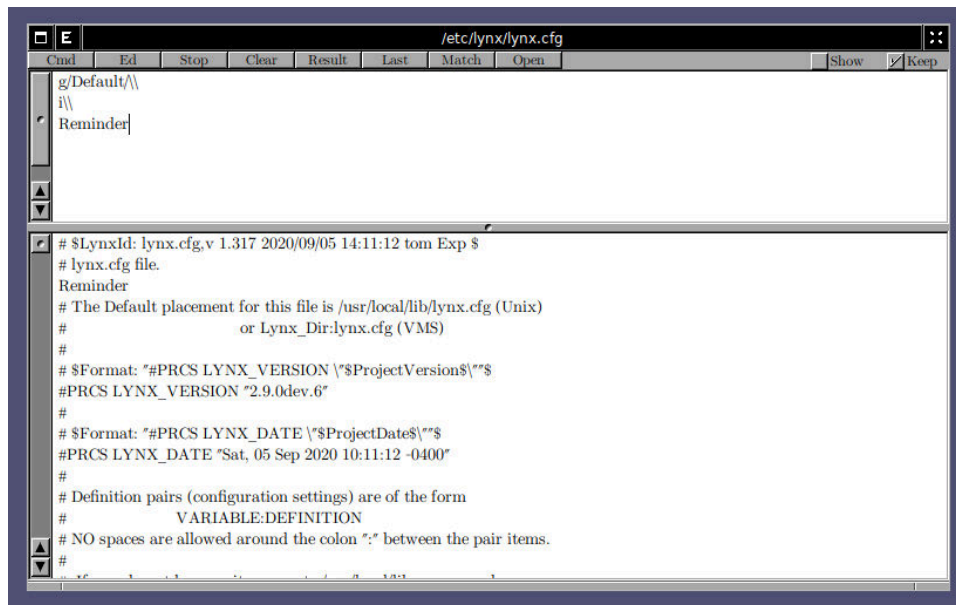 E /etc/lynx/lynx.cfg
Cmd Ed Stop Clear Result Last Match Open Show Keep
g/Default/\\
i\\
Reminder
# $LynxId: lynx.cfg,v 1.317 2020/09/05 14:11:12 tom Exp $
# lynx.cfg file.
Reminder
# The Default placement for this file is /usr/local/lib/lynx.cfg (Unix)
# or Lynx_Dir:lynx.cfg (VMS)
#
# $Format: "#PRCS LYNX_VERSION \"$ProjectVersion$\""$
#PRCS LYNX_VERSION "2.9.0dev.6"
#
# $Format: "#PRCS LYNX_DATE \"$ProjectDate$\""$
#PRCS LYNX_DATE "Sat, 05 Sep 2020 10:11:12 -0400"
#
# Definition pairs (configuration settings) are of the form
# VARIABLE:DEFINITION
# NO spaces are allowed around the colon ":" between the pair items.
#